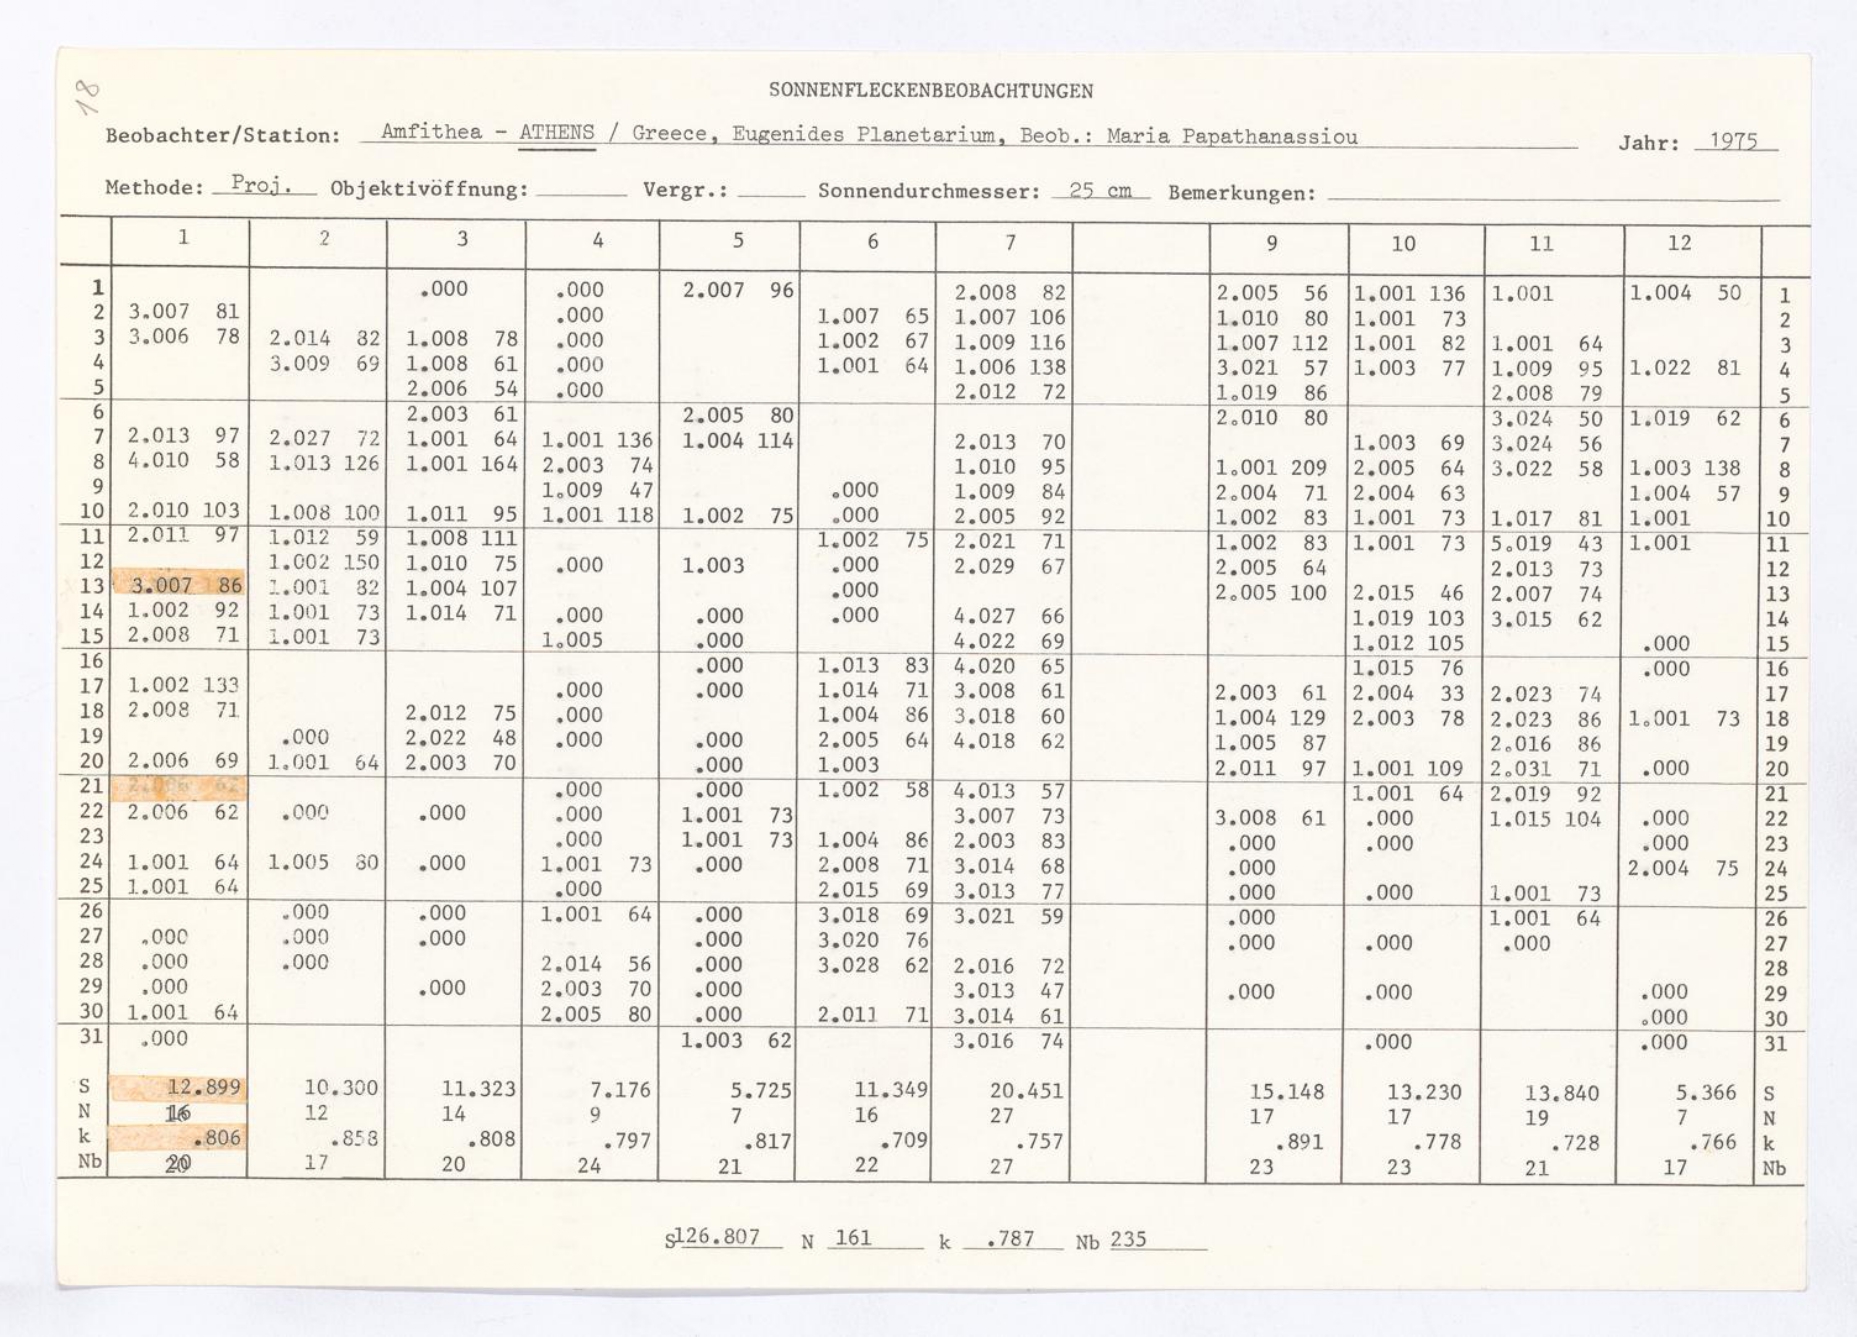 18
SONNENFLECKENBEOBACHTUNGEN
Beobachter/Station: Amfithea - ATHENS / Greece, Eugenides Planetarium, Beob.: Maria Papathanassiou Jahr: 1975
Methode: Proj. Objektivöffnung: Vergr.: Sonnendurchmesser: 25 cm Bemerkungen:
1 2 3 4 5 6 7 9 10 11 12
1 .000 .000 2.007 96 2.008 82 2.005 56 1.001 136 1.001 1.004 50 1
2 3.007 81 .000 1.007 65 1.007 106 1.010 80 1.001 73 2
3 3.006 78 2.014 82 1.008 78 .000 1.002 67 1.009 116 1.007 112 1.001 82 1.001 64 3
4 3.009 69 1.008 61 .000 1.001 64 1.006 138 3.021 57 1.003 77 1.009 95 1.022 81 4
5 2.006 54 .000 2.012 72 1.019 86 2.008 79 5
6 2.003 61 2.005 80 2.010 80 3.024 50 1.019 62 6
7 2.013 97 2.027 72 1.001 64 1.001 136 1.004 114 2.013 70 1.003 69 3.024 56 7
8 4.010 58 1.013 126 1.001 164 2.003 74 1.010 95 1.001 209 2.005 64 3.022 58 1.003 138 8
9 1.009 47 .000 1.009 84 2.004 71 2.004 63 1.004 57 9
10 2.010 103 1.008 100 1.011 95 1.001 118 1.002 75 .000 2.005 92 1.002 83 1.001 73 1.017 81 1.001 10
11 2.011 97 1.012 59 1.008 111 1.002 75 2.021 71 1.002 83 1.001 73 5.019 43 1.001 11
12 1.002 150 1.010 75 .000 1.003 .000 2.029 67 2.005 64 2.013 73 12
13 3.007 86 1.001 82 1.004 107 .000 2.005 100 2.015 46 2.007 74 13
14 1.002 92 1.001 73 1.014 71 .000 .000 .000 4.027 66 1.019 103 3.015 62 14
15 2.008 71 1.001 73 1.005 .000 4.022 69 1.012 105 .000 15
16 .000 1.013 83 4.020 65 1.015 76 .000 16
17 1.002 133 .000 .000 1.014 71 3.008 61 2.003 61 2.004 33 2.023 74 17
18 2.008 71 2.012 75 .000 1.004 86 3.018 60 1.004 129 2.003 78 2.023 86 1.001 73 18
19 .000 2.022 48 .000 .000 2.005 64 4.018 62 1.005 87 2.016 86 19
20 2.006 69 1.001 64 2.003 70 .000 1.003 2.011 97 1.001 109 2.031 71 .000 20
21 .000 .000 1.002 58 4.013 57 1.001 64 2.019 92 21
22 2.006 62 .000 .000 .000 1.001 73 3.007 73 3.008 61 .000 1.015 104 .000 22
23 .000 1.001 73 1.004 86 2.003 83 .000 .000 .000 23
24 1.001 64 1.005 80 .000 1.001 73 .000 2.008 71 3.014 68 .000 2.004 75 24
25 1.001 64 .000 2.015 69 3.013 77 .000 .000 1.001 73 25
26 .000 .000 1.001 64 .000 3.018 69 3.021 59 .000 1.001 64 26
27 .000 .000 .000 .000 3.020 76 .000 .000 .000 27
28 .000 .000 2.014 56 .000 3.028 62 2.016 72 28
29 .000 .000 2.003 70 .000 3.013 47 .000 .000 .000 29
30 1.001 64 2.005 80 .000 2.011 71 3.014 61 .000 30
31 .000 1.003 62 3.016 74 .000 .000 31
S 12.899 10.300 11.323 7.176 5.725 11.349 20.451 15.148 13.230 13.840 5.366 S
N 16 12 14 9 7 16 27 17 17 19 7 N
k .806 .858 .808 .797 .817 .709 .757 .891 .778 .728 .766 k
Nb 20 17 20 24 21 22 27 23 23 21 17 Nb
S 126.807 N 161 k .787 Nb 235